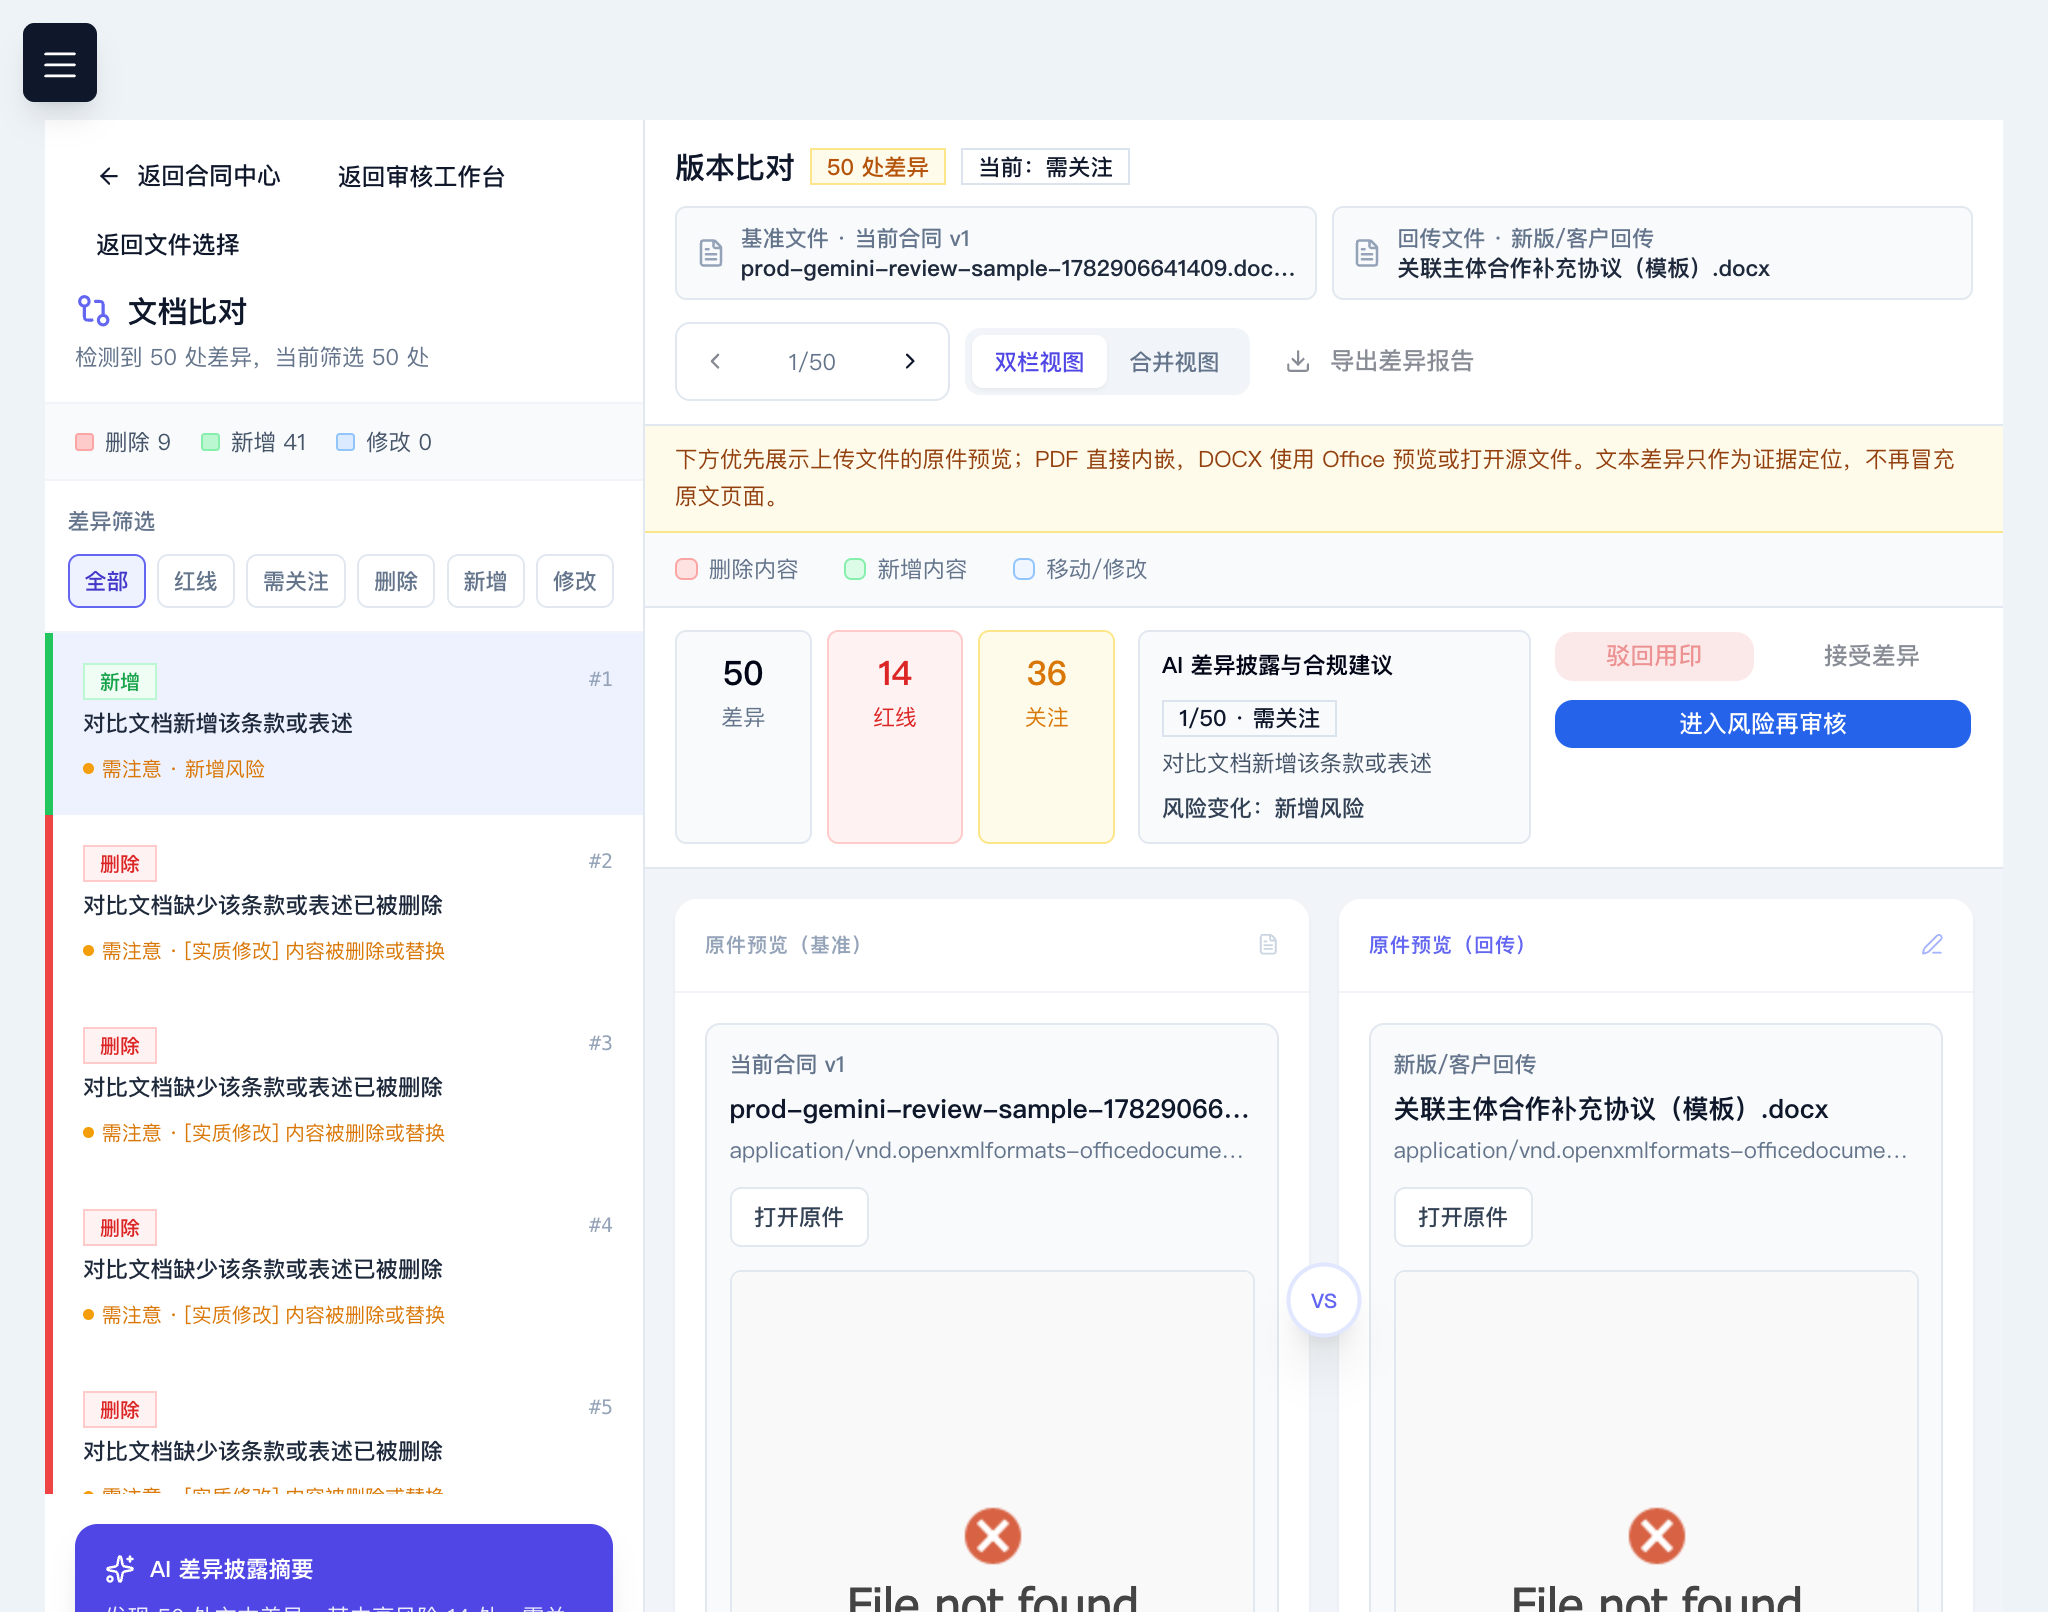 返回合同中心
返回审核工作台
返回文件选择
文档比对
检测到 50 处差异，当前筛选 50 处
删除 9
新增 41
修改 0
差异筛选
全部
红线
需关注
删除
新增
修改
新增
#1
对比文档新增该条款或表述
需注意 · 新增风险
删除
#2
对比文档缺少该条款或表述已被删除
需注意 · [实质修改] 内容被删除或替换
删除
#3
对比文档缺少该条款或表述已被删除
需注意 · [实质修改] 内容被删除或替换
删除
#4
对比文档缺少该条款或表述已被删除
需注意 · [实质修改] 内容被删除或替换
删除
#5
对比文档缺少该条款或表述已被删除
需注意 · [实质修改] 内容被删除或替换
AI 差异披露摘要
版本比对
50 处差异
当前：需关注
基准文件 · 当前合同 v1
prod-gemini-review-sample-1782906641409.doc...
回传文件 · 新版/客户回传
关联主体合作补充协议（模板）.docx
1/50
双栏视图
合并视图
导出差异报告
下方优先展示上传文件的原件预览；PDF 直接内嵌，DOCX 使用 Office 预览或打开源文件。文本差异只作为证据定位，不再冒充
原文页面。
删除内容
新增内容
移动/修改
50
差异
14
红线
36
关注
AI 差异披露与合规建议
1/50 · 需关注
对比文档新增该条款或表述
风险变化：新增风险
驳回用印
接受差异
进入风险再审核
原件预览（基准）
当前合同 v1
prod-gemini-review-sample-17829066...
application/vnd.openxmlformats-officedocume...
打开原件
File not found
VS
原件预览（回传）
新版/客户回传
关联主体合作补充协议（模板）.docx
application/vnd.openxmlformats-officedocume...
打开原件
File not found